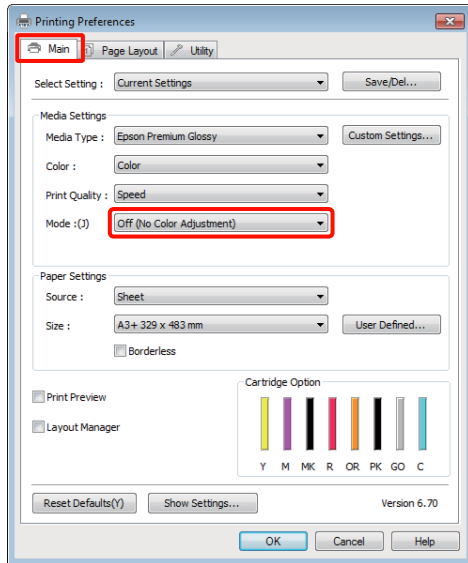 Printing Preferences
Main Page Layout Utility
Select Setting : Current Settings Save/Del...
Media Settings
Media Type : Epson Premium Glossy Custom Settings...
Color : Color
Print Quality : Speed
Mode :(J) Off (No Color Adjustment)
Paper Settings
Source : Sheet
Size : A3+ 329 x 483 mm User Defined...
Borderless
Cartridge Option
Print Preview
Layout Manager
Y M MK R OR PK GO C
Reset Defaults(Y) Show Settings... Version 6.70
OK Cancel Help